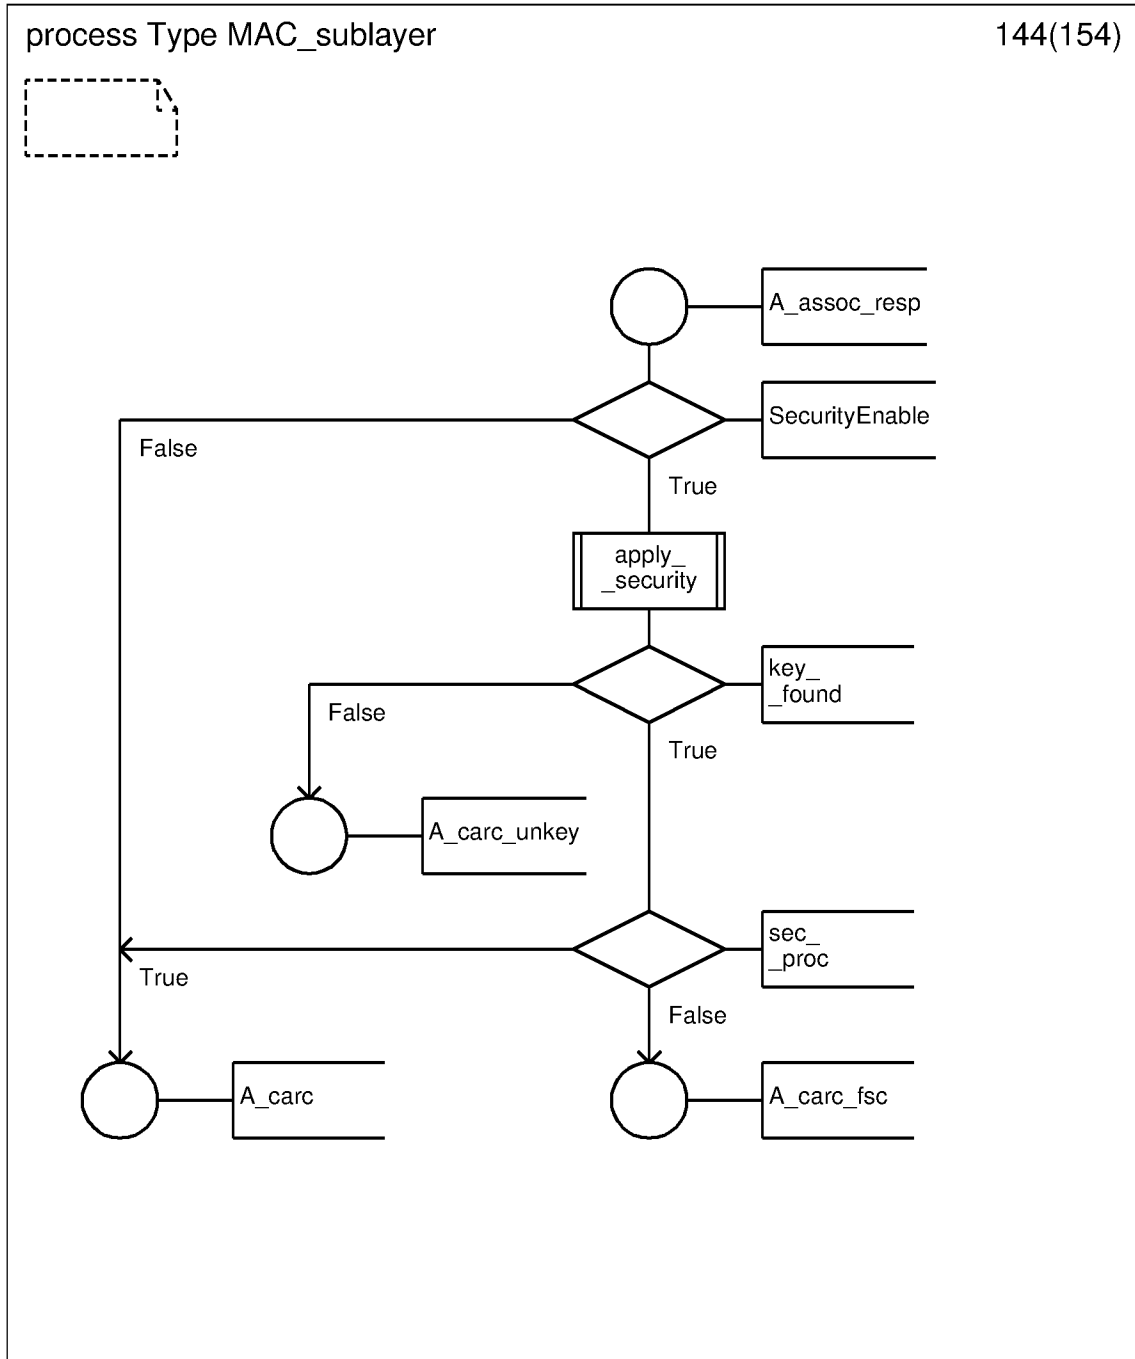 process Type MAC_sublayer
144(154)
A_assoc_resp
SecurityEnable
False
True
apply_
_security
key_
_found
False
True
A_carc_unkey
sec_
_proc
True
False
A_carc
A_carc_fsc